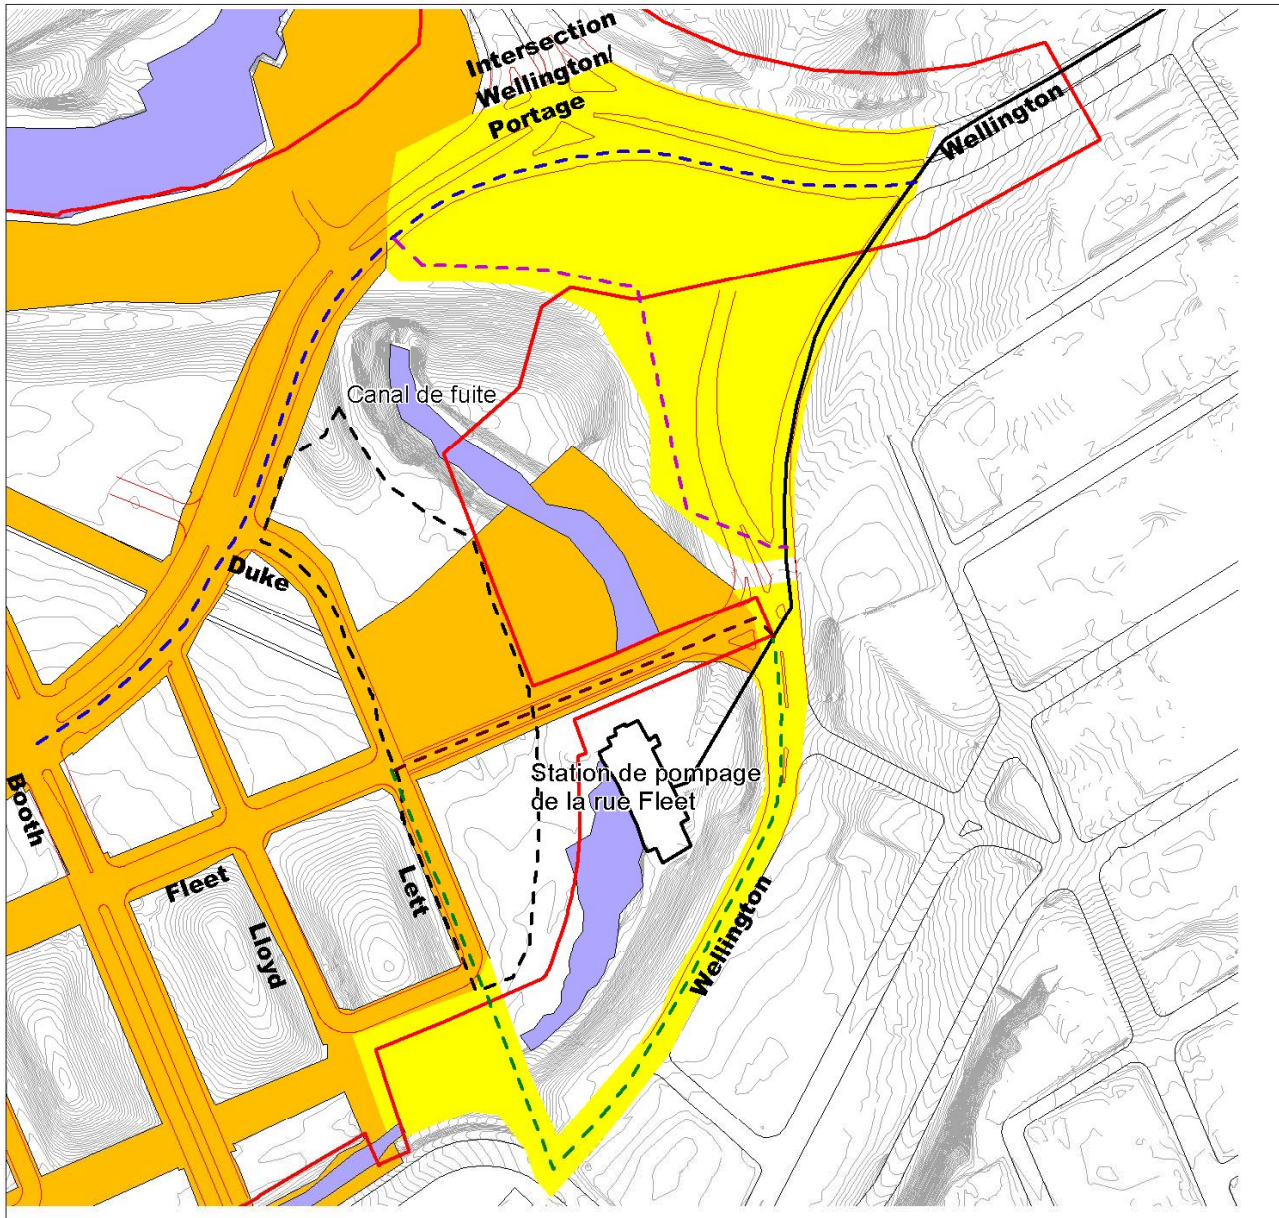 Intersection
Wellington/
Portage
Wellington
Canal de fuite
Duke
Station de pompage
de la rue Fleet
Booth
Fleet
Lett
Lloyd
Wellington